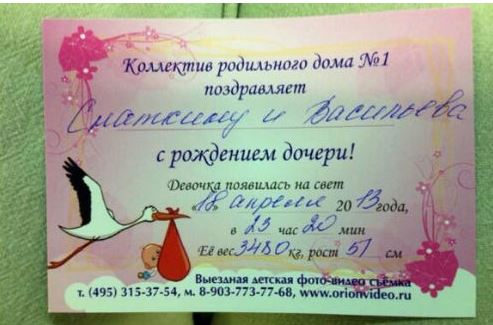 Коллектив родильного дома №1
поздравляет
Сматкину и Васильева
с рождением дочери!
Девочка появилась на свет
«18» апреля 2013 года,
в 23 час 20 мин
Её вес 3480 кг, рост 51 см
Выездная детская фото-видео съёмка
т. (495) 315-37-54, м. 8-903-773-77-68, www.orionvideo.ru